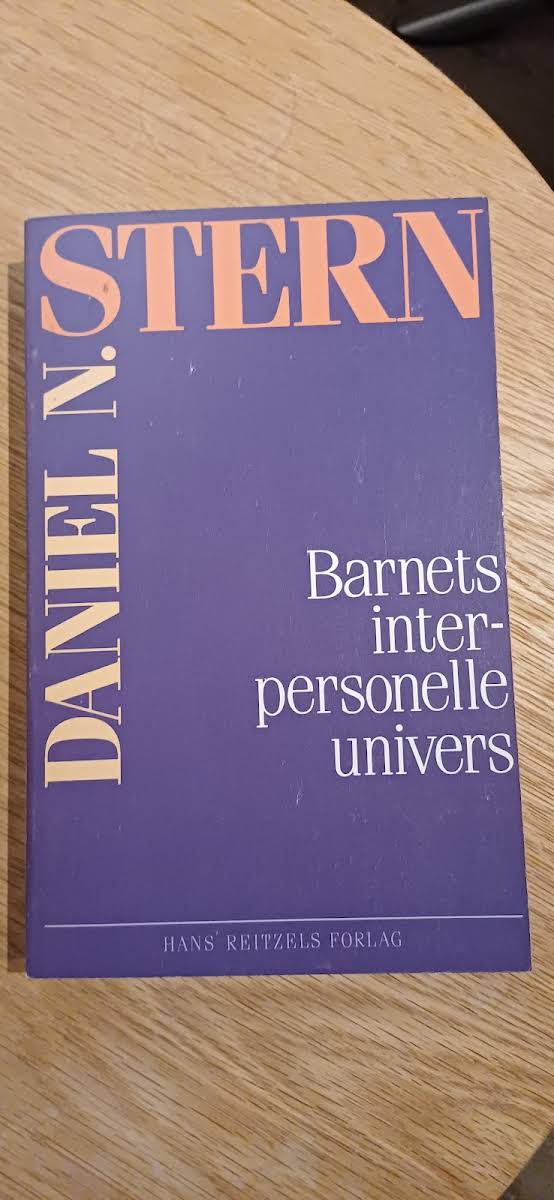 STERN
DANIEL N.
Barnets
inter-
personelle
univers
HANS REITZELS FORLAG